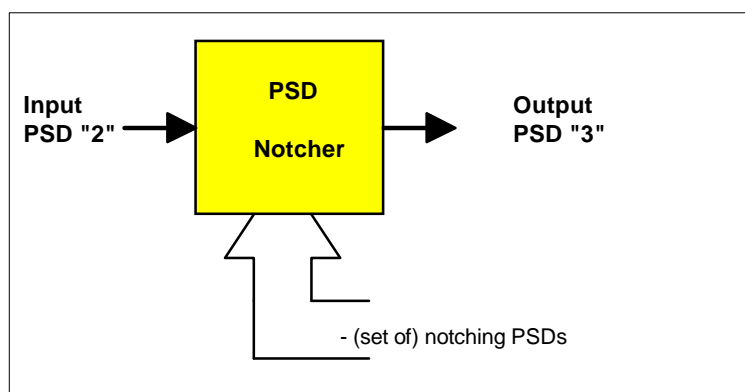 Input
PSD "2"
PSD
Notcher
Output
PSD "3"
- (set of) notching PSDs